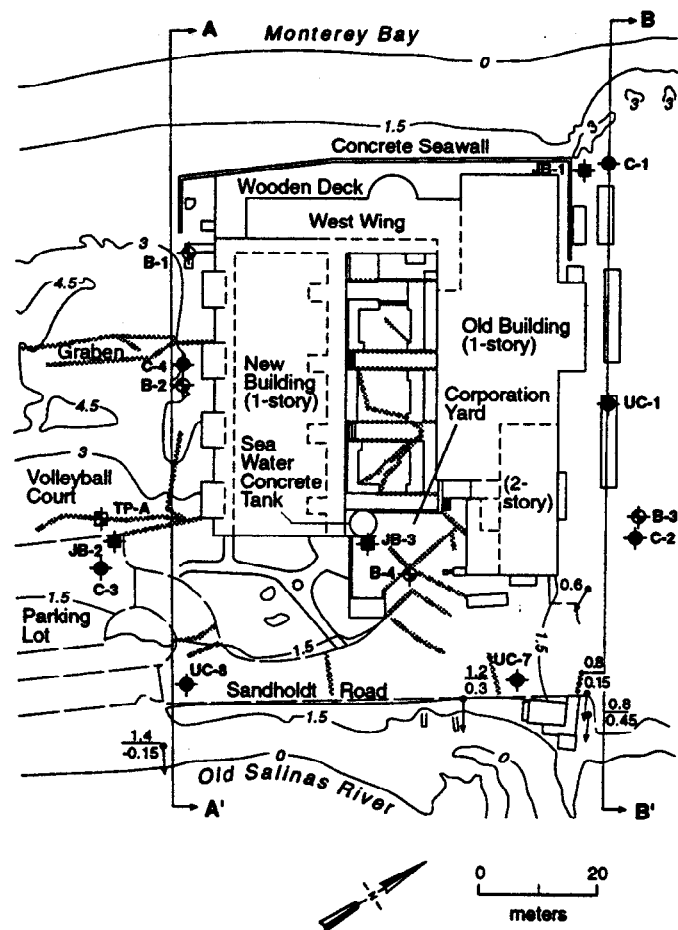 A
B
Monterey Bay
0
3
3
1.5
3
Concrete Seawall
JB-1
C-1
Wooden Deck
West Wing
3
B-1
4.5
Old Building
(1-story)
Graben
C-4
B-2
New
Building
(1-story)
Corporation
Yard
UC-1
4.5
3
Sea
Water
Concrete
Tank
Volleyball
Court
(2-
story)
TP-A
B-3
JB-2
JB-3
C-2
C-3
B-4
0.6
1.5
Parking
Lot
1.5
1.5
UC-8
1.2
0.3
UC-7
0.8
0.15
Sandholdt Road
0.8
0.45
1.5
1.4
-0.15
0
0
Old Salinas River
A'
B'
N
0 20
meters